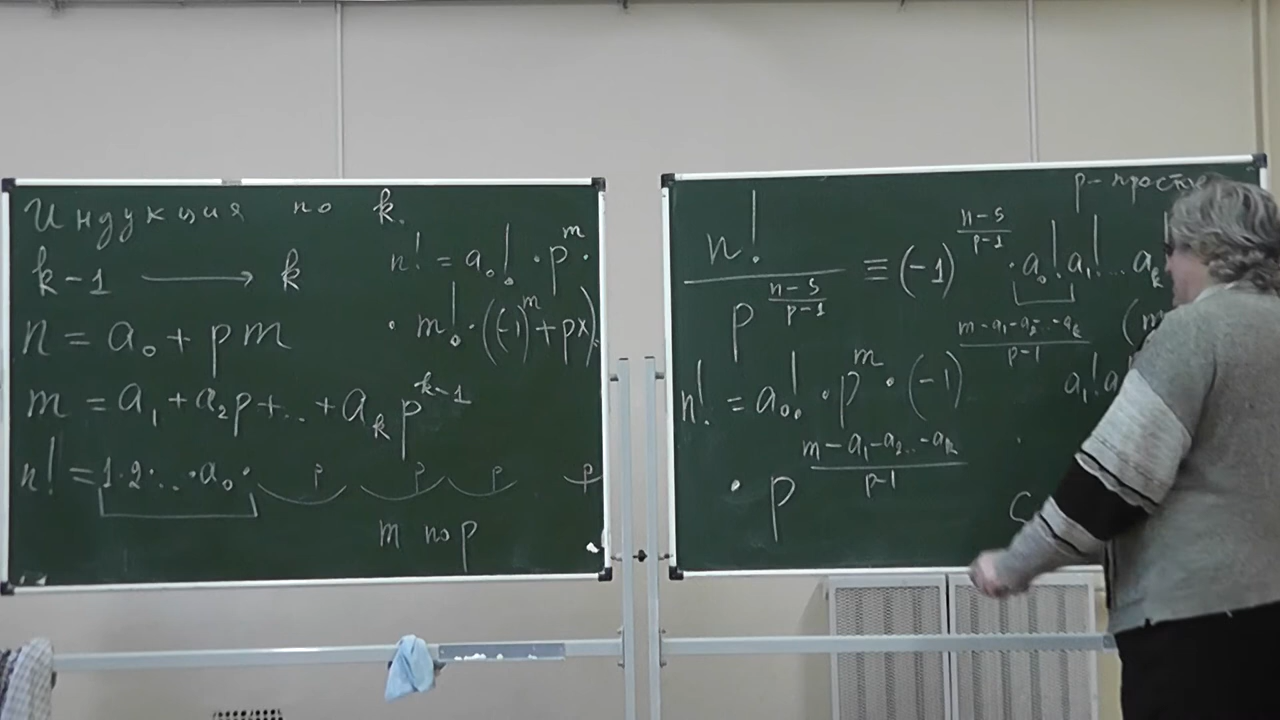 Индукция по k.
k-1 ⟶ k
n! = a₀! · p^m ·
· m! · ((-1)^m + px)
n = a₀ + pm
m = a₁ + a₂p + ... + a_k p^{k-1}
n! = 1·2·...·a₀· p p p p
m по p
p - простое
n! / p^{(n-s)/(p-1)} ≡ (-1)^{(n-s)/(p-1)} · a₀! a₁! ... a_k
n! = a₀! · p^m · (-1)^{(m-a₁-a₂-..-a_k)/(p-1)}
a₁!
· p^{(m-a₁-a₂..-a_k)/(p-1)}